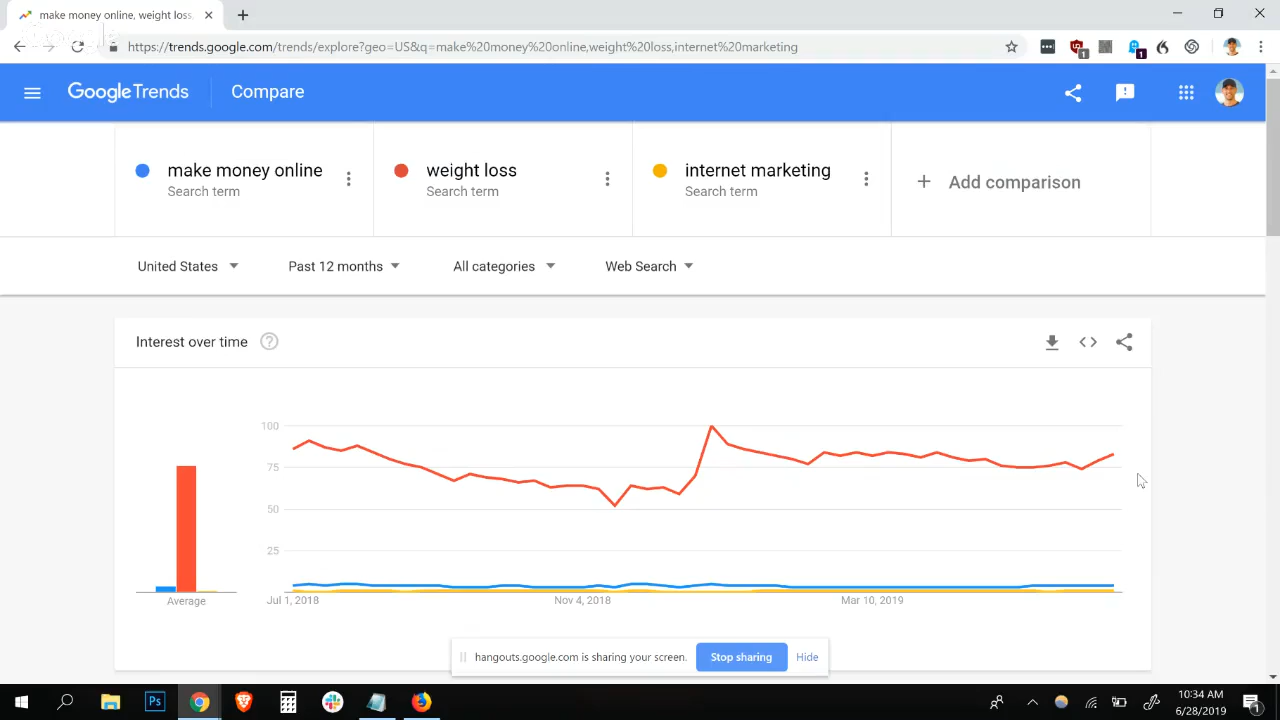 make money online, weight loss,
https://trends.google.com/trends/explore?geo=US&q=make%20money%20online,weight%20loss,internet%20marketing
1
1
Google Trends
Compare
make money online
Search term
weight loss
Search term
internet marketing
Search term
+ Add comparison
United States
Past 12 months
All categories
Web Search
Interest over time
?
100
75
50
25
Average
Jul 1, 2018
Nov 4, 2018
Mar 10, 2019
hangouts.google.com is sharing your screen.
Stop sharing
Hide
Ps
10:34 AM
6/28/2019
1